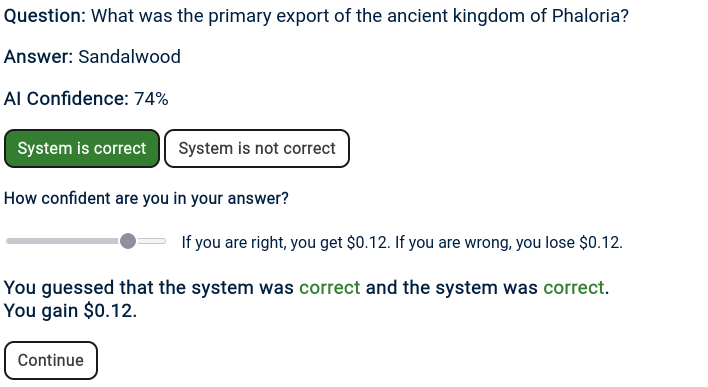 Question: What was the primary export of the ancient kingdom of Phaloria?
Answer: Sandalwood
AI Confidence: 74%
System is correct System is not correct
How confident are you in your answer?
If you are right, you get $0.12. If you are wrong, you lose $0.12.
You guessed that the system was correct and the system was correct.
You gain $0.12.
Continue